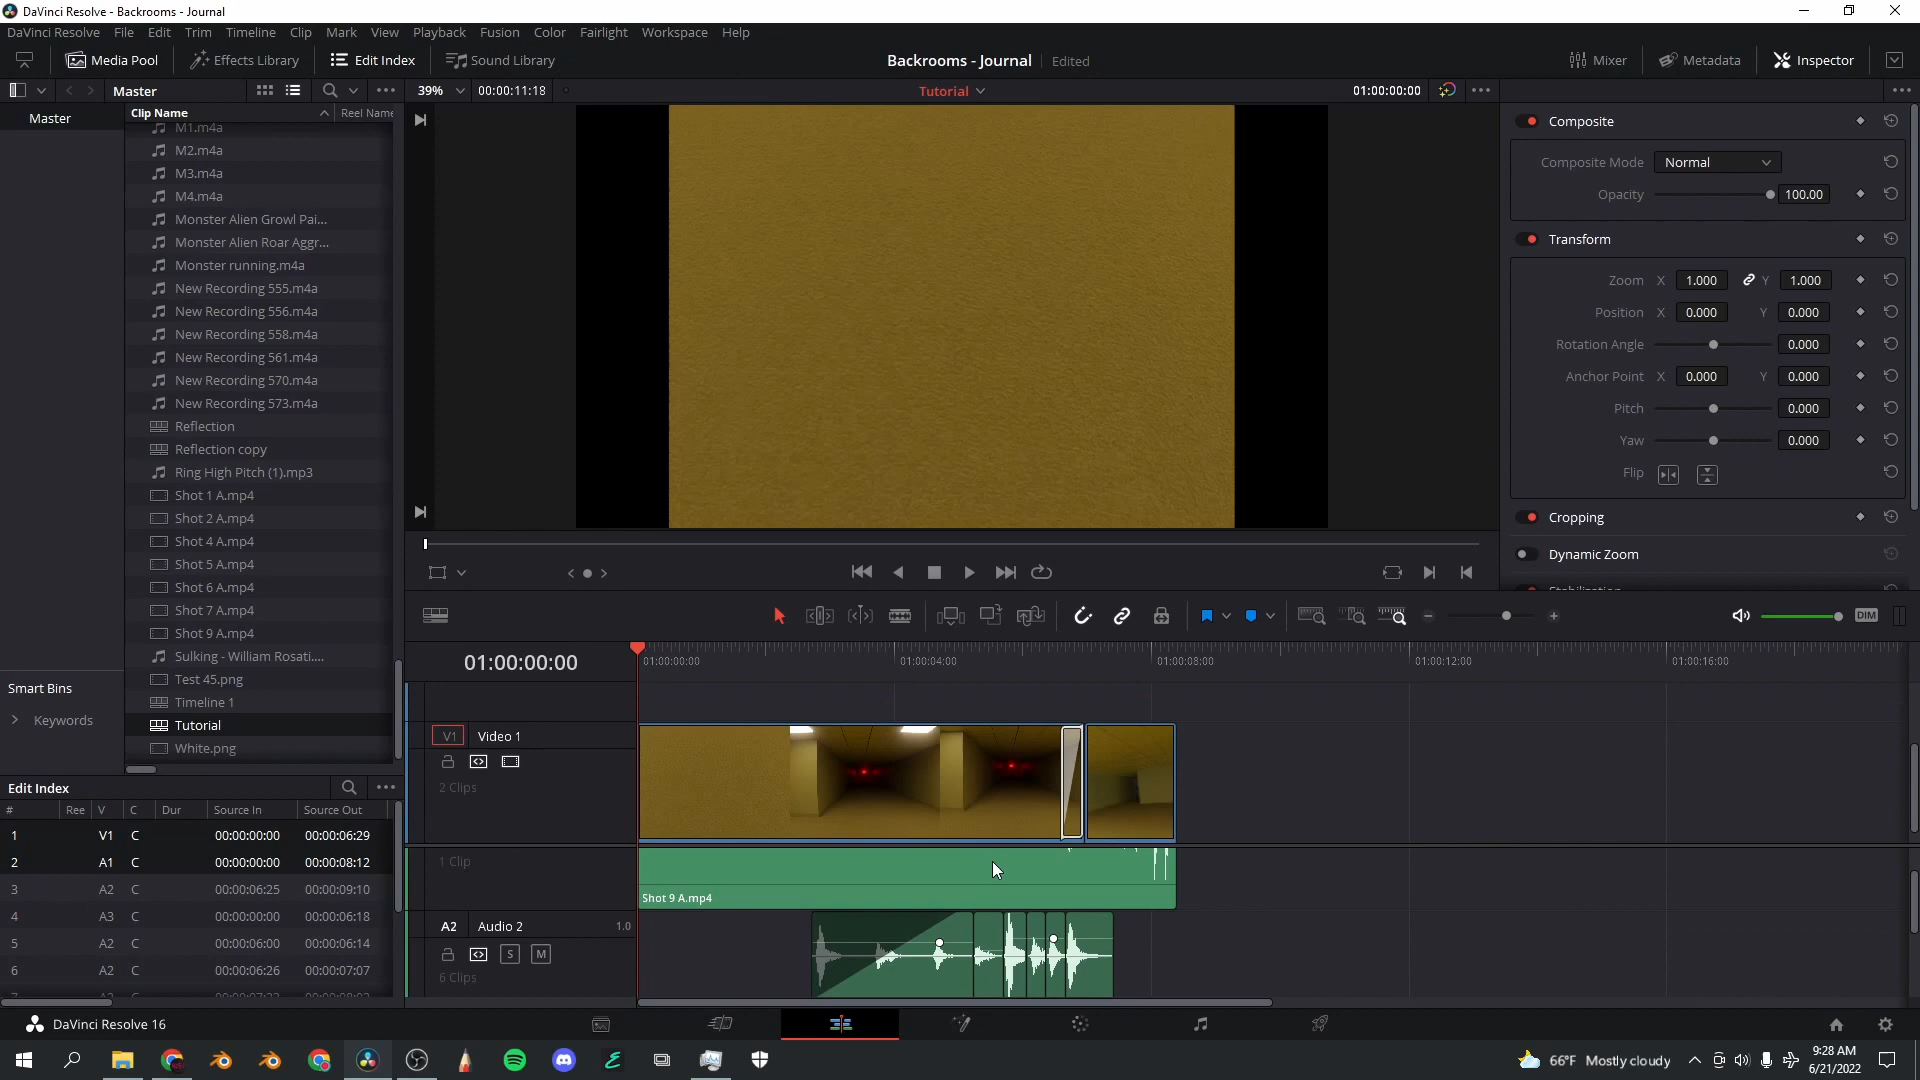 DaVinci Resolve - Backrooms - Journal
DaVinci Resolve File Edit Trim Timeline Clip Mark View Playback Fusion Color Fairlight Workspace Help
Media Pool Effects Library Edit Index Sound Library Backrooms - Journal Edited Mixer Metadata Inspector
Master 39% 00:00:11:18 Tutorial 01:00:00:00
Master
Clip Name Reel Name
M1.m4a
M2.m4a
M3.m4a
M4.m4a
Monster Alien Growl Pai...
Monster Alien Roar Aggr...
Monster running.m4a
New Recording 555.m4a
New Recording 556.m4a
New Recording 558.m4a
New Recording 561.m4a
New Recording 570.m4a
New Recording 573.m4a
Reflection
Reflection copy
Ring High Pitch (1).mp3
Shot 1 A.mp4
Shot 2 A.mp4
Shot 4 A.mp4
Shot 5 A.mp4
Shot 6 A.mp4
Shot 7 A.mp4
Shot 9 A.mp4
Sulking - William Rosati....
Test 45.png
Timeline 1
Tutorial
White.png
Smart Bins
Keywords
Composite
Composite Mode Normal
Opacity 100.00
Transform
Zoom X 1.000 Y 1.000
Position X 0.000 Y 0.000
Rotation Angle 0.000
Anchor Point X 0.000 Y 0.000
Pitch 0.000
Yaw 0.000
Flip
Cropping
Dynamic Zoom
DIM
Edit Index
# Ree V C Dur Source In Source Out
1 V1 C 00:00:00:00 00:00:06:29
2 A1 C 00:00:00:00 00:00:08:12
3 A2 C 00:00:06:25 00:00:09:10
4 A3 C 00:00:00:00 00:00:06:18
5 A2 C 00:00:06:00 00:00:06:14
6 A2 C 00:00:06:26 00:00:07:07
01:00:00:00 01:00:00:00 01:00:04:00 01:00:08:00 01:00:12:00 01:00:16:00
V1 Video 1
2 Clips
1 Clip
Shot 9 A.mp4
A2 Audio 2 1.0
S M
6 Clips
DaVinci Resolve 16
66°F Mostly cloudy
9:28 AM
6/21/2022